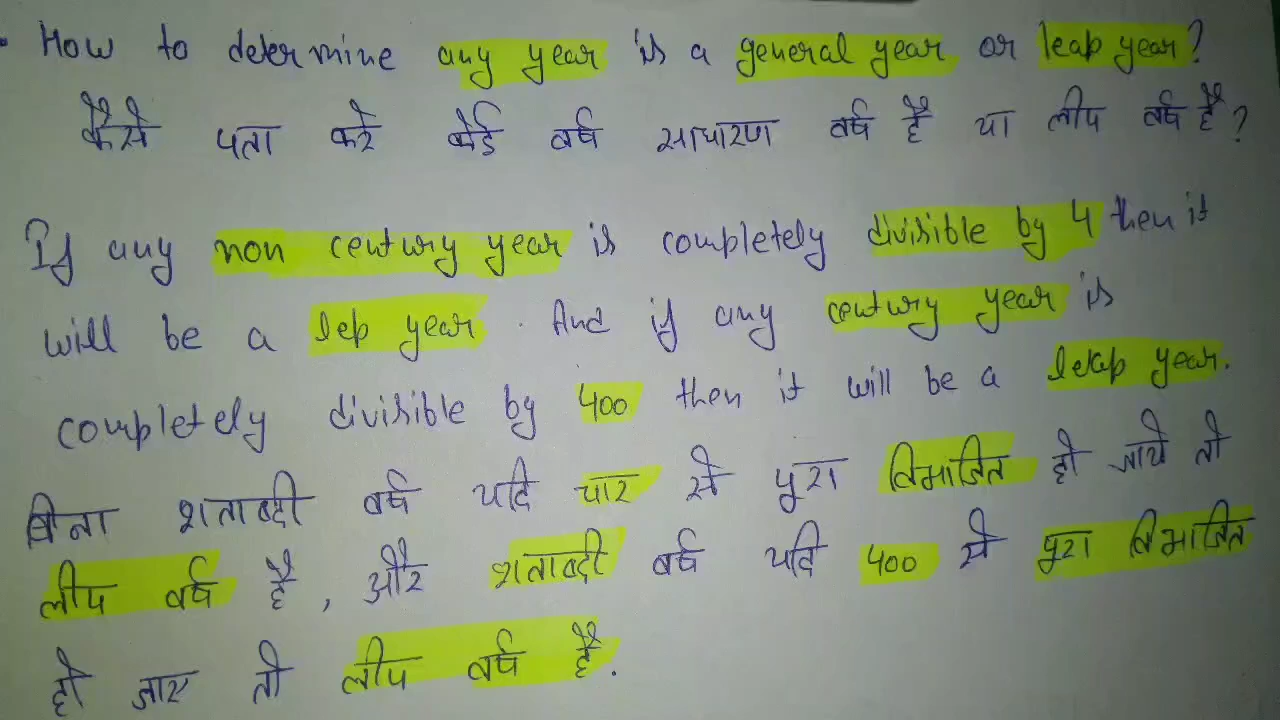 How to determine any year is a general year or leap year?
कैसे पता करे कोई वर्ष साधारण वर्ष है या लीप वर्ष है?
If any non century year is completely divisible by 4 then it
will be a lep year. And if any century year is
completely divisible by 400 then it will be a leap year.
बिना शताब्दी वर्ष यदि चार से पुरा विभाजित हो जाये तो
लीप वर्ष है, और शताब्दी वर्ष यदि 400 से पुरा विभाजित
हो जाए तो लीप वर्ष है.